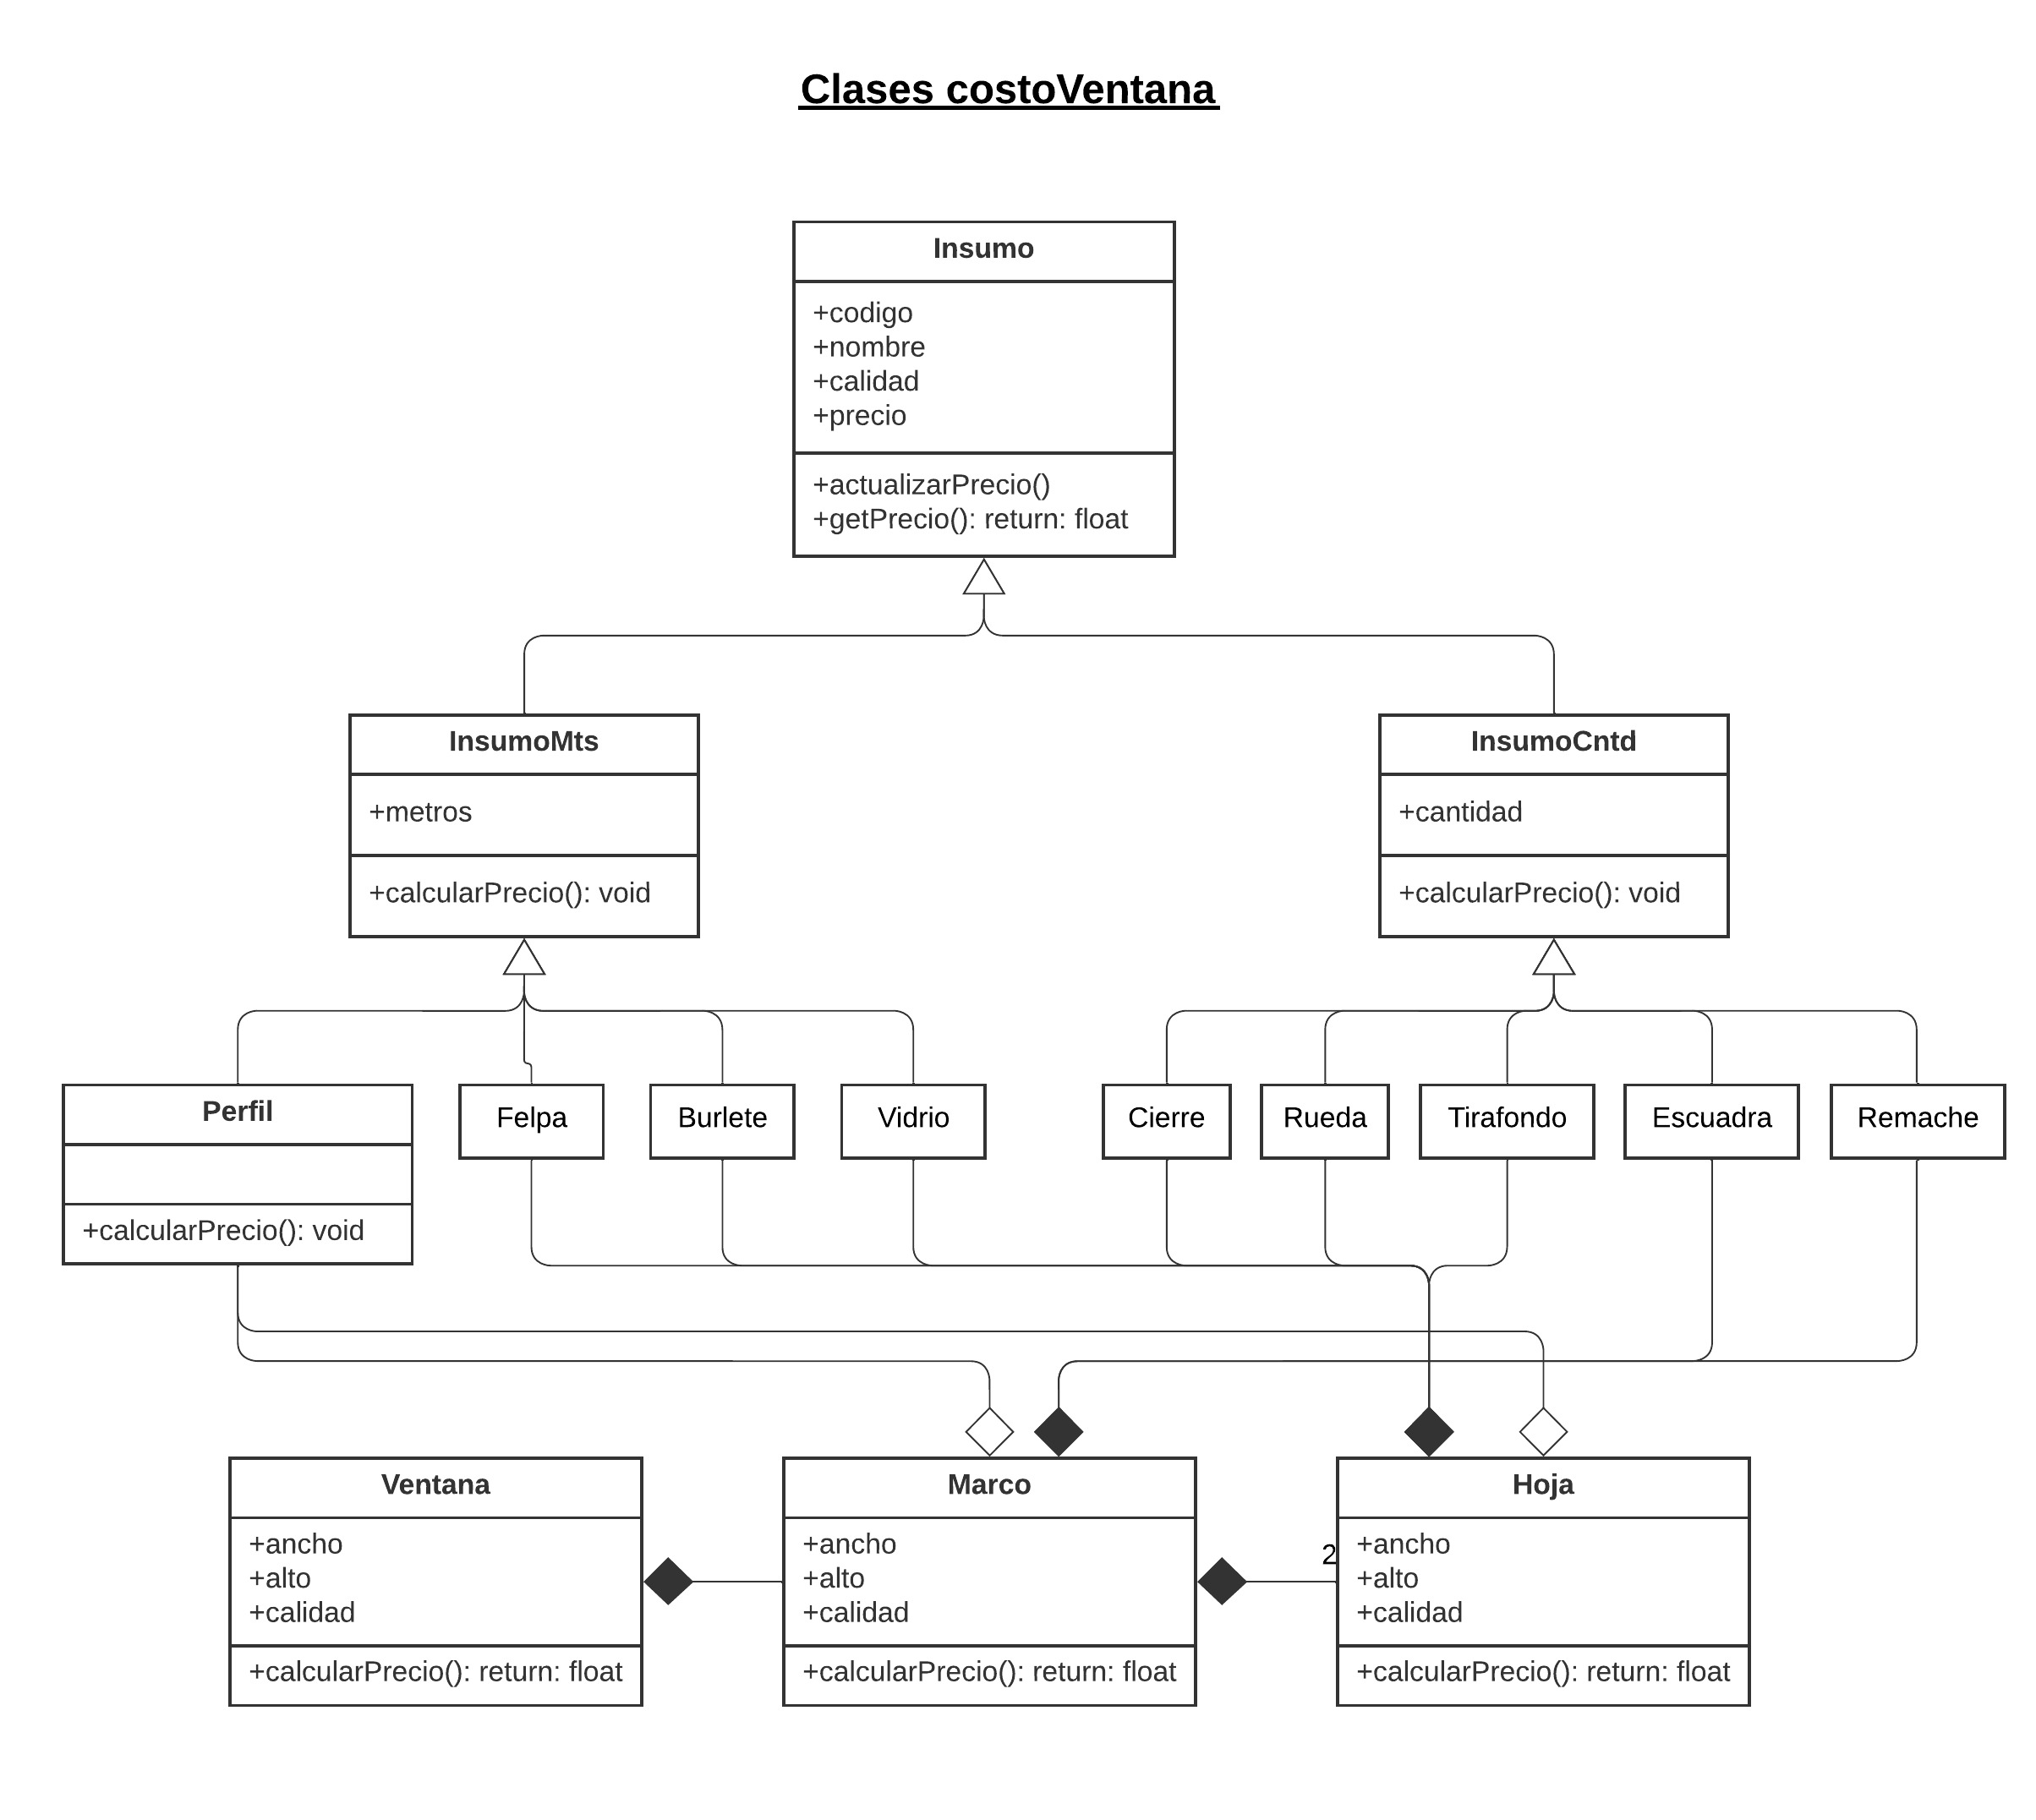 Clases costoVentana
Insumo
+codigo
+nombre
+calidad
+precio
+actualizarPrecio()
+getPrecio(): return: float
InsumoMts
+metros
+calcularPrecio(): void
InsumoCntd
+cantidad
+calcularPrecio(): void
Perfil
+calcularPrecio(): void
Felpa
Burlete
Vidrio
Cierre
Rueda
Tirafondo
Escuadra
Remache
Ventana
+ancho
+alto
+calidad
+calcularPrecio(): return: float
Marco
+ancho
+alto
+calidad
+calcularPrecio(): return: float
2
Hoja
+ancho
+alto
+calidad
+calcularPrecio(): return: float